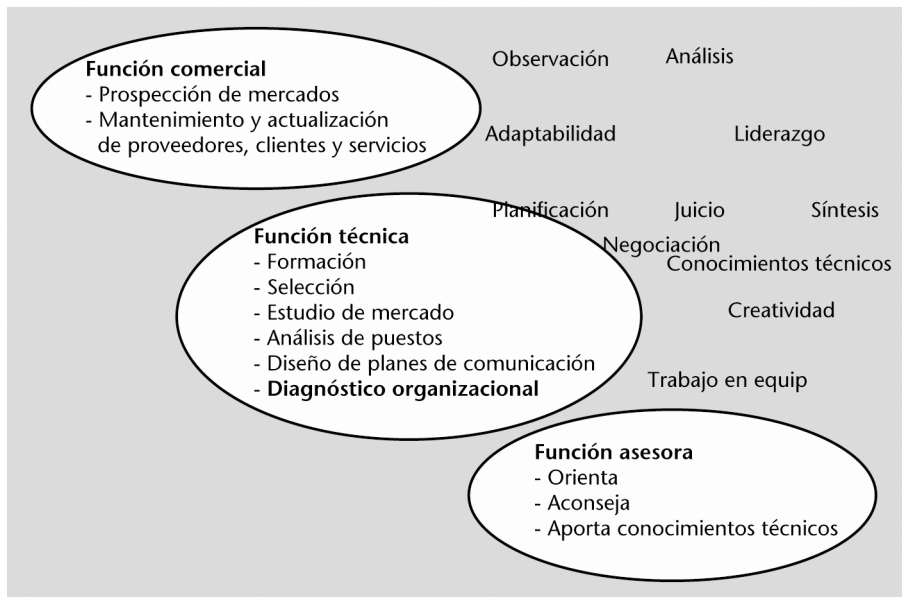 Función comercial
- Prospección de mercados
- Mantenimiento y actualización
de proveedores, clientes y servicios
Observación
Análisis
Adaptabilidad
Liderazgo
Planificación
Juicio
Síntesis
Negociación
Conocimientos técnicos
Creatividad
Trabajo en equip
Función técnica
- Formación
- Selección
- Estudio de mercado
- Análisis de puestos
- Diseño de planes de comunicación
- Diagnóstico organizacional
Función asesora
- Orienta
- Aconseja
- Aporta conocimientos técnicos